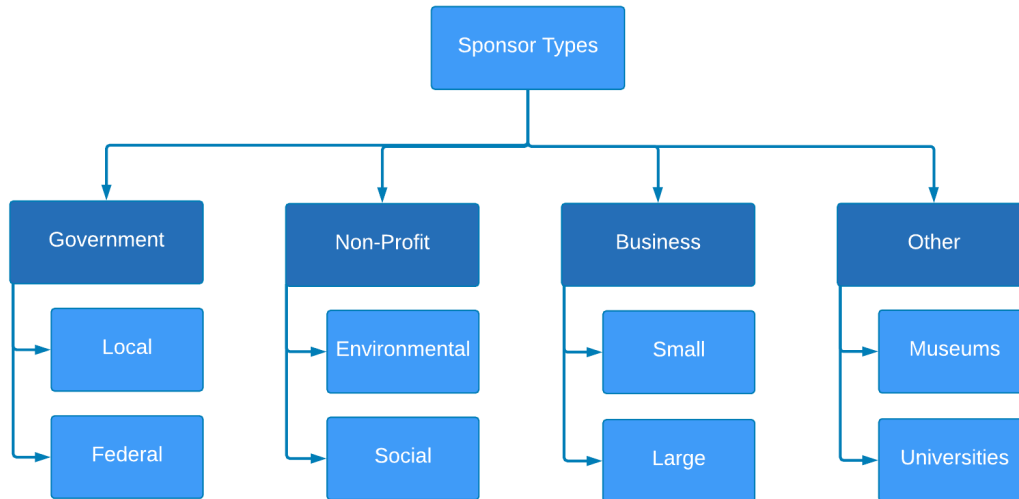 Sponsor Types
Government
Non-Profit
Business
Other
Local
Environmental
Small
Museums
Federal
Social
Large
Universities